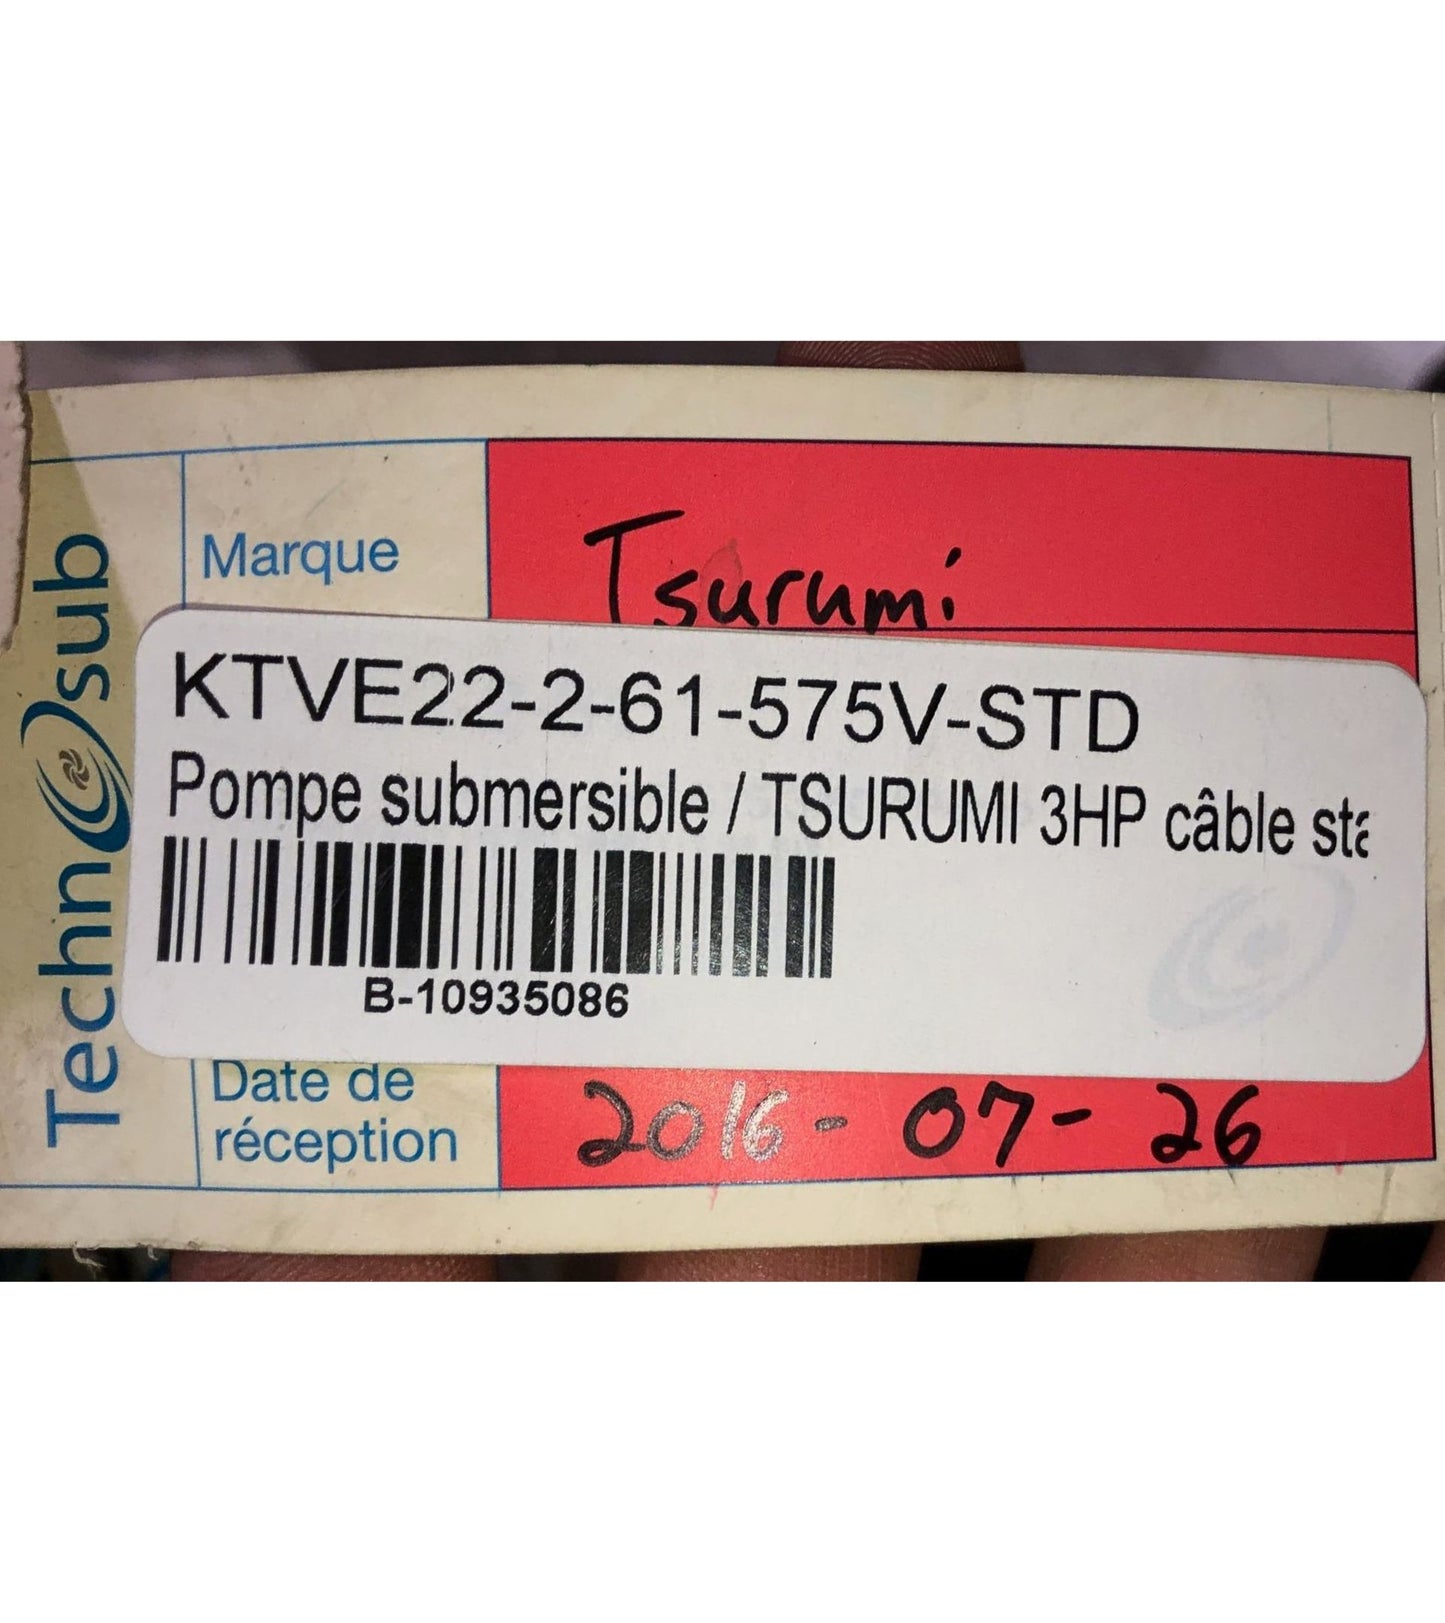 Technosub
Marque
Tsurumi
KTVE22-2-61-575V-STD
Pompe submersible / TSURUMI 3HP câble sta
B-10935086
Date de
réception
2016-07-26